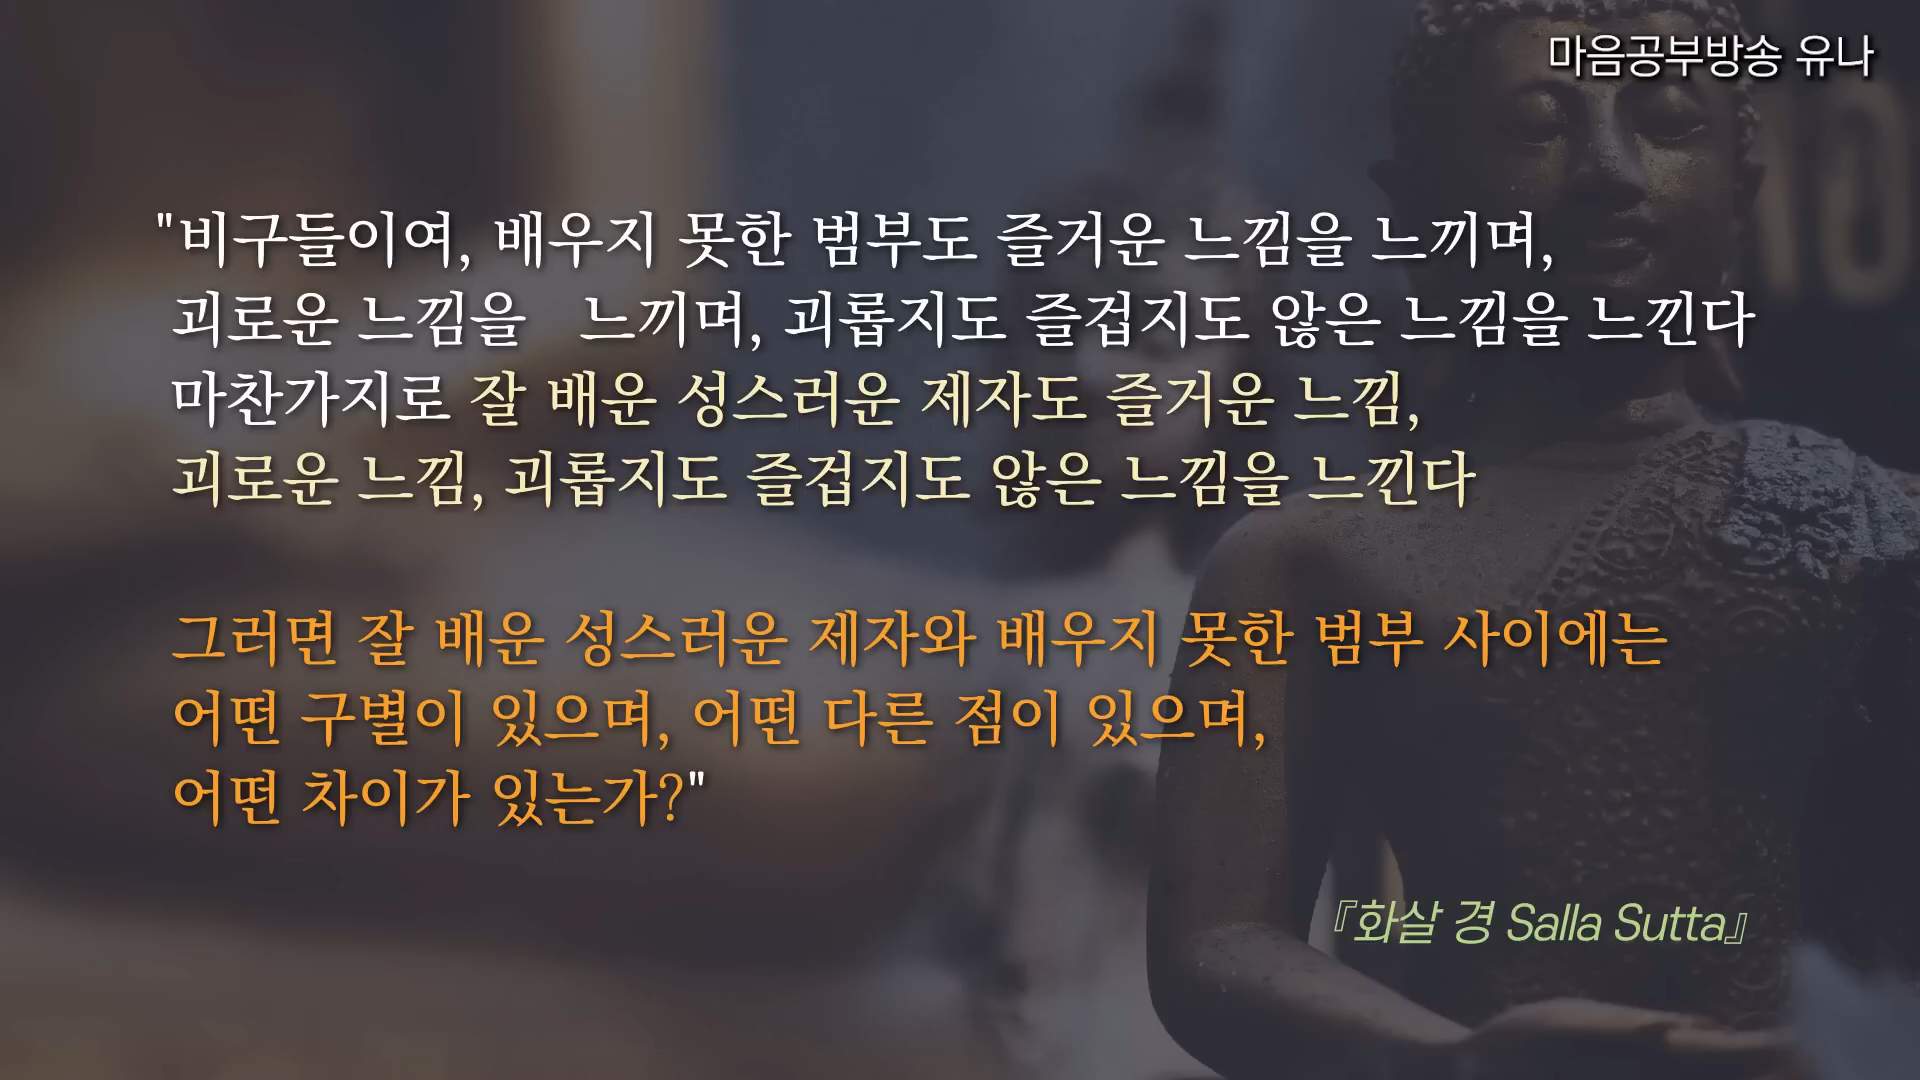 마음공부방송 유나
"비구들이여, 배우지 못한 범부도 즐거운 느낌을 느끼며,
괴로운 느낌을 느끼며, 괴롭지도 즐겁지도 않은 느낌을 느낀다
마찬가지로 잘 배운 성스러운 제자도 즐거운 느낌,
괴로운 느낌, 괴롭지도 즐겁지도 않은 느낌을 느낀다
그러면 잘 배운 성스러운 제자와 배우지 못한 범부 사이에는
어떤 구별이 있으며, 어떤 다른 점이 있으며,
어떤 차이가 있는가?"
『화살 경 Salla Sutta』